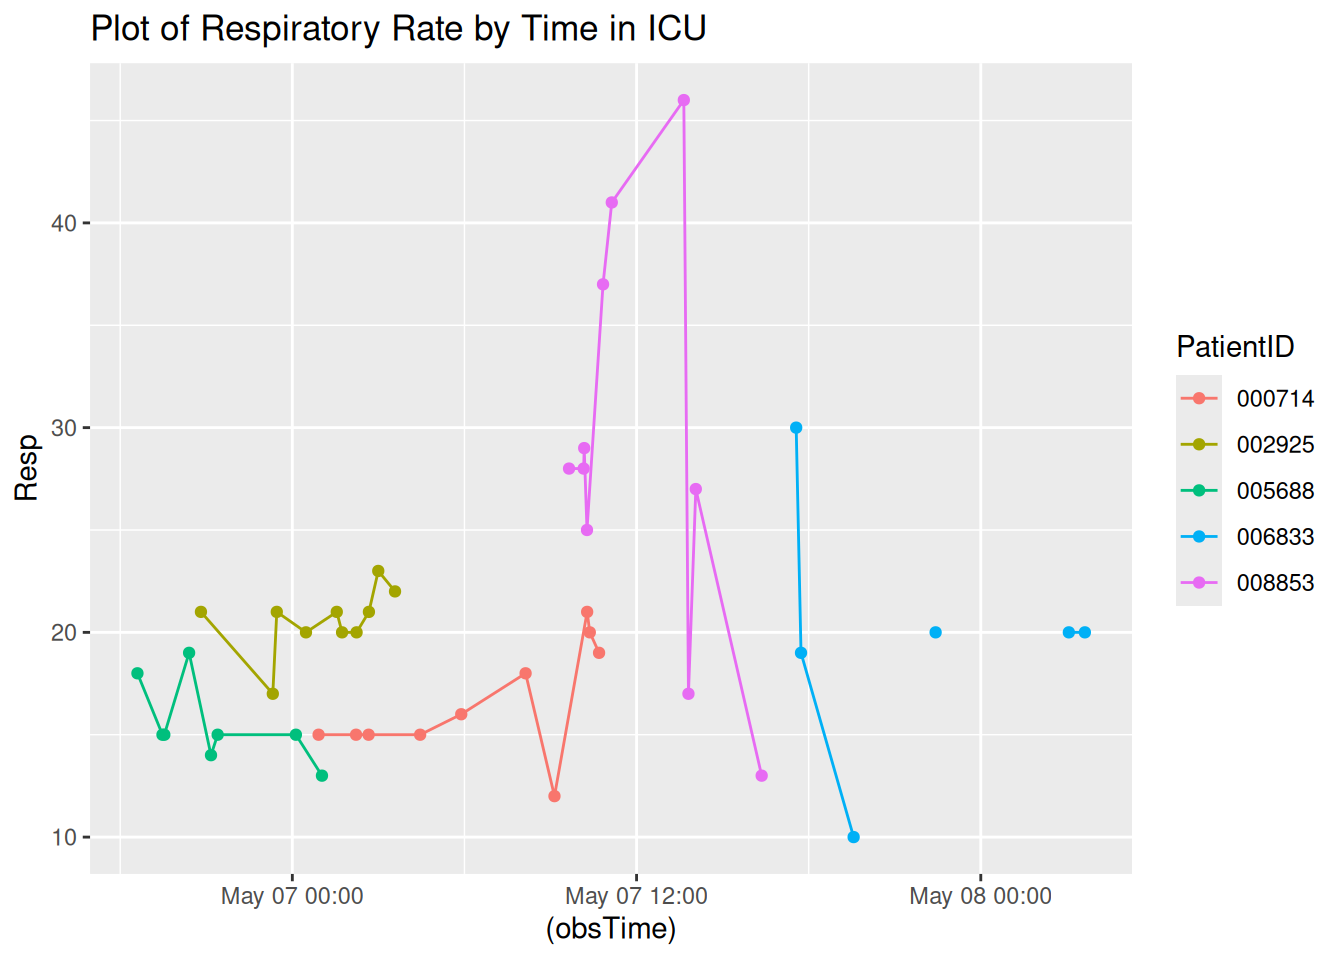 Plot of Respiratory Rate by Time in ICU
Resp
40
30
20
10
May 07 00:00
May 07 12:00
May 08 00:00
(obsTime)
PatientID
000714
002925
005688
006833
008853